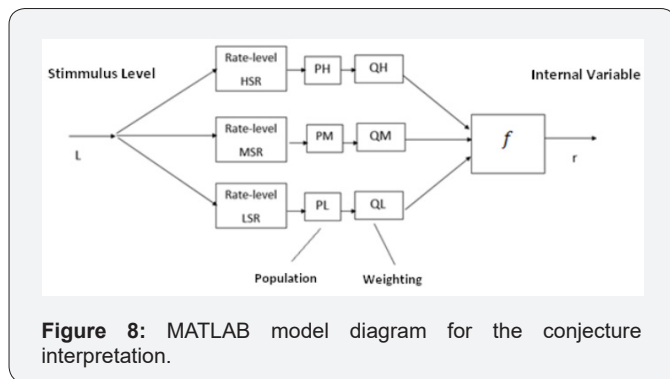 Rate-level
HSR
PH
QH
Stimmulus Level
Internal Variable
Rate-level
MSR
PM
QM
f
L
r
Rate-level
LSR
PL
QL
Population
Weighting
Figure 8: MATLAB model diagram for the conjecture
interpretation.